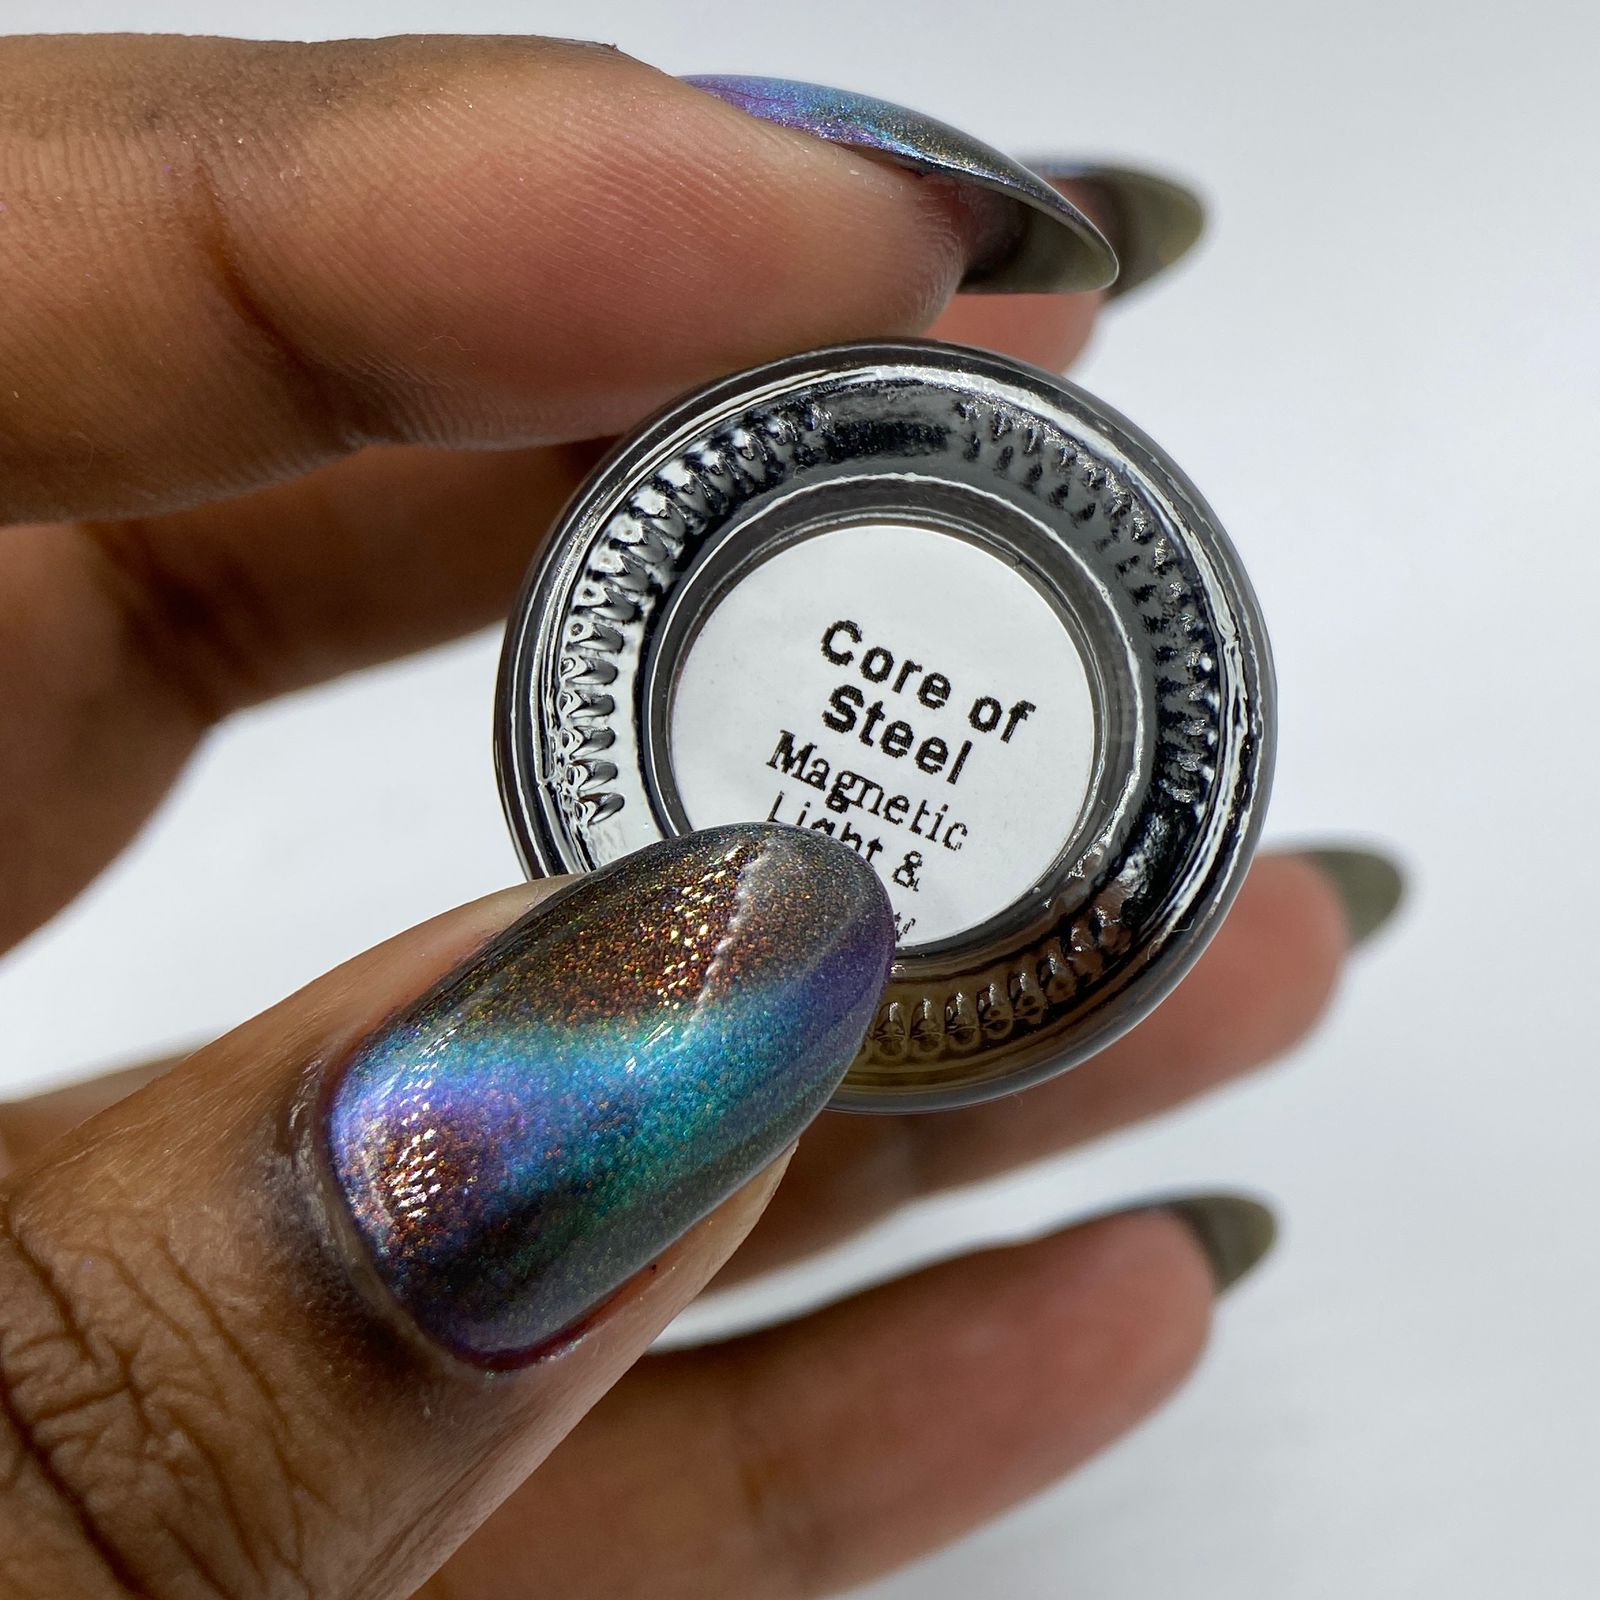 Core of
Steel
Magnetic
Light &